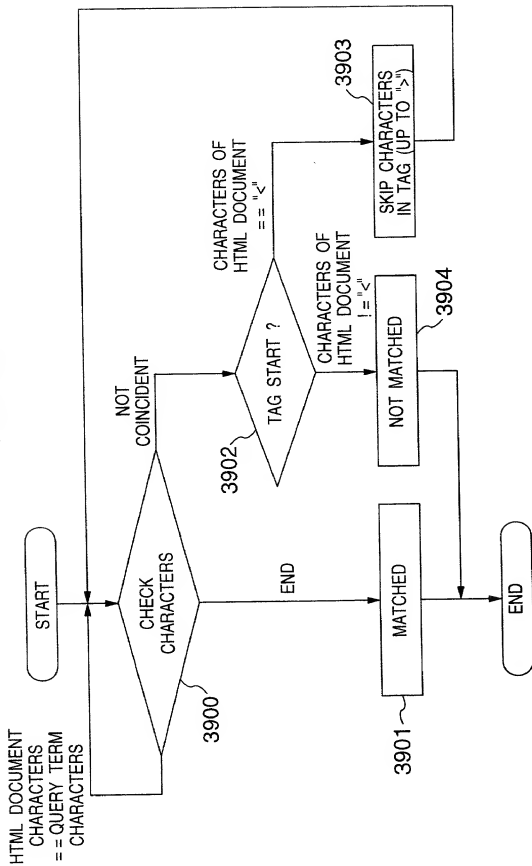 START
HTML DOCUMENT
CHARACTERS
==QUERY TERM
CHARACTERS
CHECK
CHARACTERS
3900
NOT
COINCIDENT
END
MATCHED
3901
3902
TAG START ?
CHARACTERS OF
HTML DOCUMENT
=="<"
CHARACTERS OF
HTML DOCUMENT
!="<"
3903
SKIP CHARACTERS
IN TAG (UP TO ">")
3904
NOT MATCHED
END